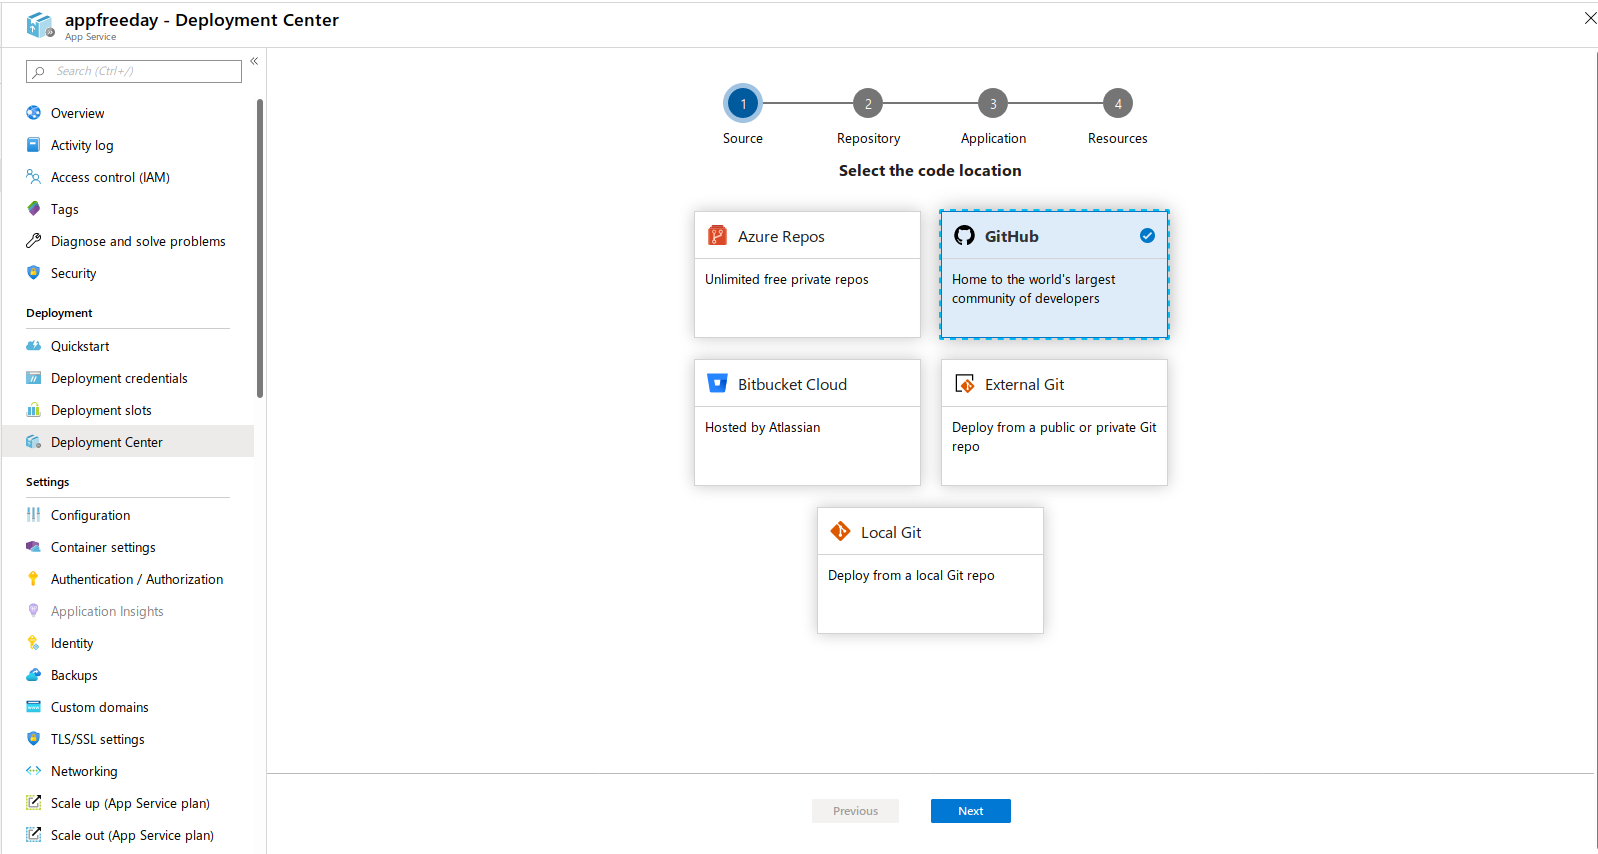 appfreeday - Deployment Center
App Service
Search (Ctrl+/)
«
Overview
Activity log
Access control (IAM)
Tags
Diagnose and solve problems
Security
Deployment
Quickstart
Deployment credentials
Deployment slots
Deployment Center
Settings
Configuration
Container settings
Authentication / Authorization
Application Insights
Identity
Backups
Custom domains
TLS/SSL settings
Networking
Scale up (App Service plan)
Scale out (App Service plan)
1 2 3 4
Source Repository Application Resources
Select the code location
Azure Repos
Unlimited free private repos
GitHub
Home to the world's largest
community of developers
Bitbucket Cloud
Hosted by Atlassian
External Git
Deploy from a public or private Git
repo
Local Git
Deploy from a local Git repo
Previous Next